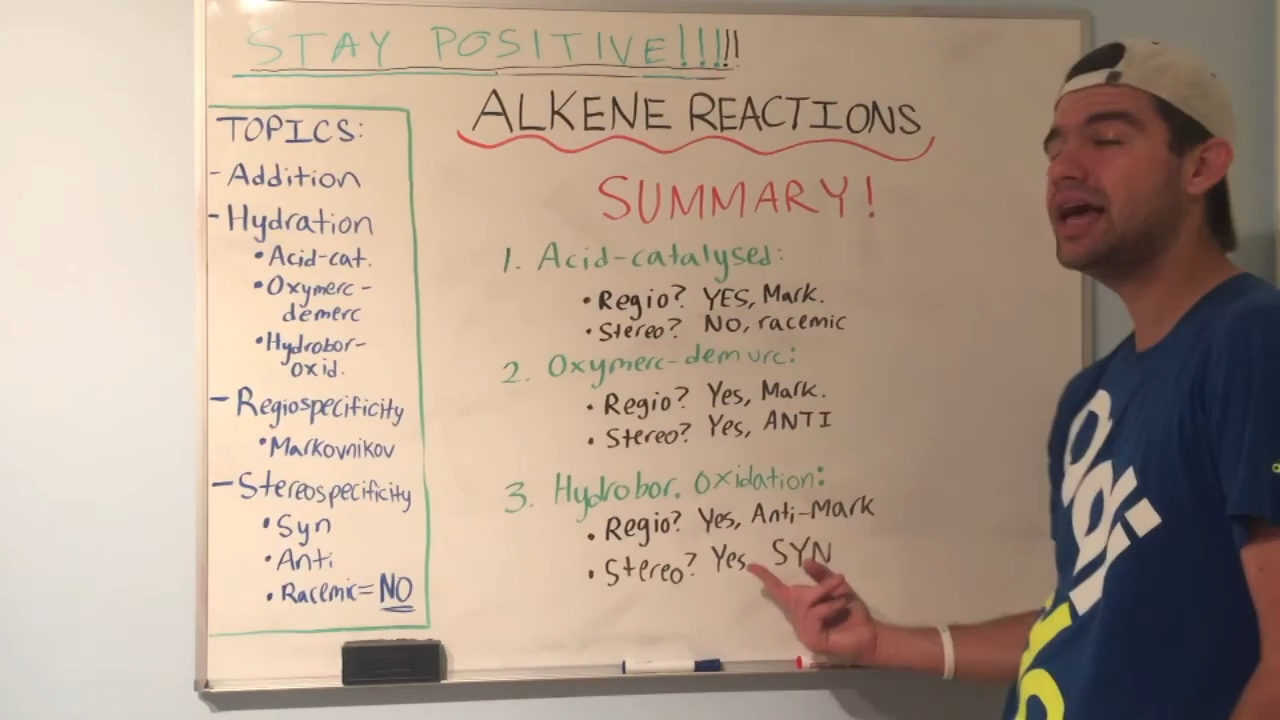 STAY POSITIVE!!!!!!
TOPICS:
- Addition
- Hydration
• Acid-cat.
• Oxymerc-
demerc
• Hydrobor-
oxid.
- Regiospecificity
• Markovnikov
- Stereospecificity
• Syn
• Anti
• Racemic = NO
ALKENE REACTIONS
SUMMARY!
1. Acid-catalysed:
• Regio? YES, Mark.
• Stereo? NO, racemic
2. Oxymerc-demurc:
• Regio? Yes, Mark.
• Stereo? Yes, ANTI
3. Hydrobor. oxidation:
• Regio? Yes, Anti-Mark
• Stereo? Yes, SYN
adi